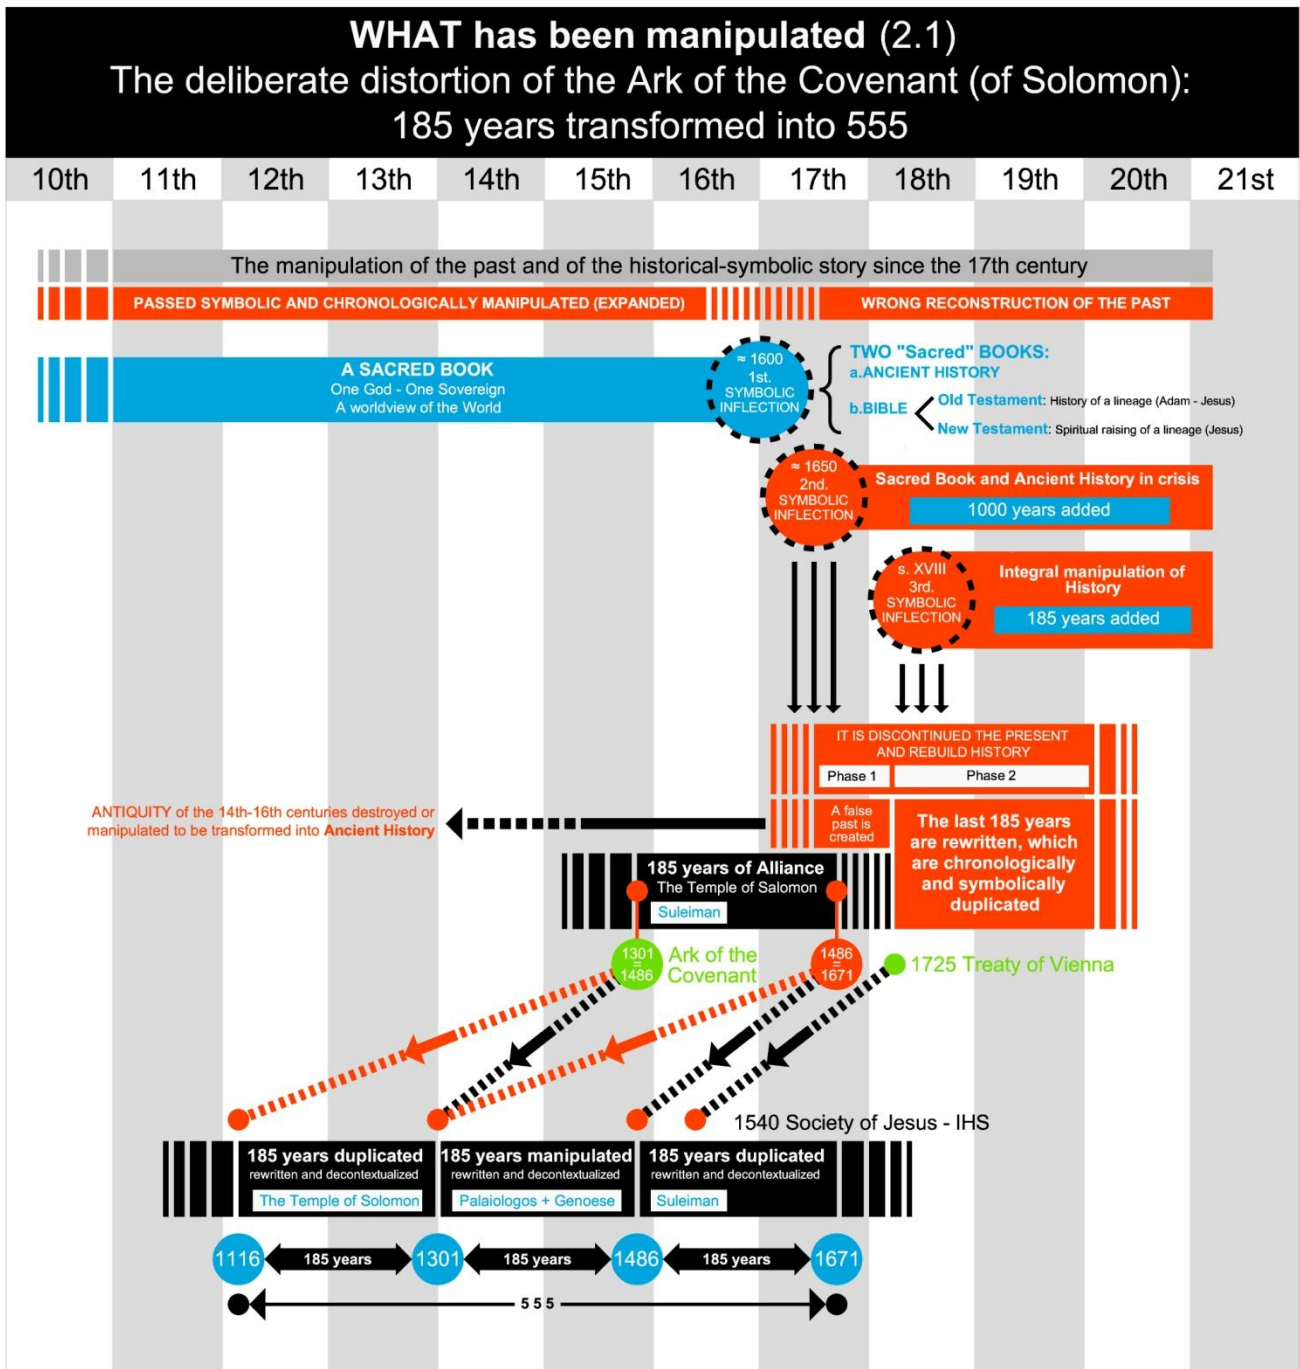 WHAT has been manipulated (2.1)
The deliberate distortion of the Ark of the Covenant (of Solomon):
185 years transformed into 555
10th 11th 12th 13th 14th 15th 16th 17th 18th 19th 20th 21st
The manipulation of the past and of the historical-symbolic story since the 17th century
PASSED SYMBOLIC AND CHRONOLOGICALLY MANIPULATED (EXPANDED)
WRONG RECONSTRUCTION OF THE PAST
A SACRED BOOK
One God - One Sovereign
A worldview of the World
≈ 1600
1st.
SYMBOLIC
INFLECTION
TWO "Sacred" BOOKS:
a.ANCIENT HISTORY
b.BIBLE
Old Testament: History of a lineage (Adam - Jesus)
New Testament: Spiritual raising of a lineage (Jesus)
≈ 1650
2nd.
SYMBOLIC
INFLECTION
Sacred Book and Ancient History in crisis
1000 years added
s. XVIII
3rd.
SYMBOLIC
INFLECTION
Integral manipulation of
History
185 years added
IT IS DISCONTINUED THE PRESENT
AND REBUILD HISTORY
Phase 1
Phase 2
ANTIQUITY of the 14th-16th centuries destroyed or
manipulated to be transformed into Ancient History
A false
past is
created
The last 185 years
are rewritten, which
are chronologically
and symbolically
duplicated
185 years of Alliance
The Temple of Salomon
Suleiman
1301
=
1486
Ark of the
Covenant
1486
=
1671
1725 Treaty of Vienna
1540 Society of Jesus - IHS
185 years duplicated
rewritten and decontextualized
The Temple of Solomon
185 years manipulated
rewritten and decontextualized
Palaiologos + Genoese
185 years duplicated
rewritten and decontextualized
Suleiman
1116 185 years 1301 185 years 1486 185 years 1671
5 5 5